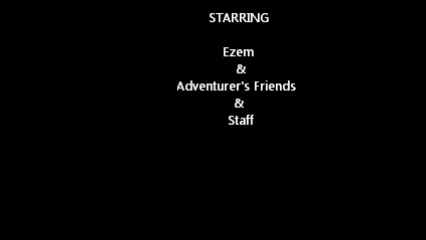 STARRING
Ezem
&
Adventurer's Friends
&
Staff